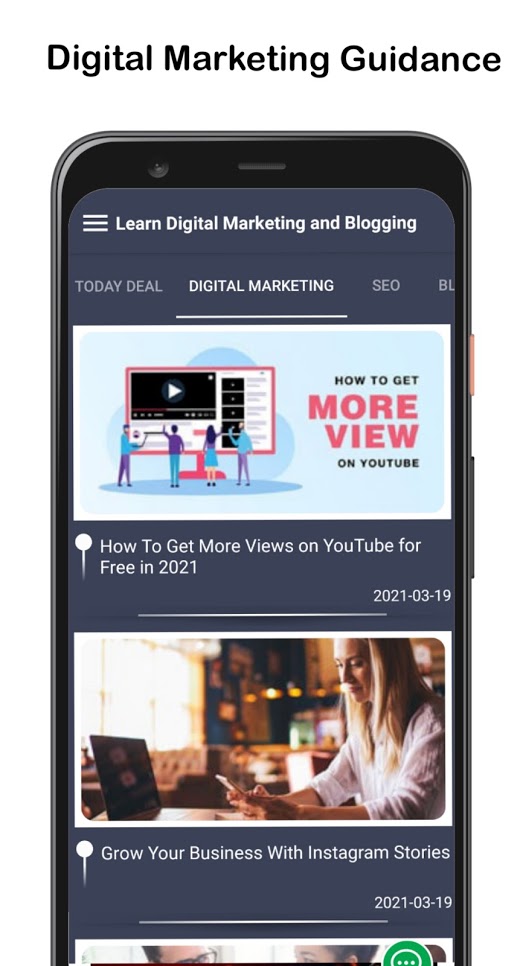 Digital Marketing Guidance
Learn Digital Marketing and Blogging
TODAY DEAL DIGITAL MARKETING SEO BL
HOW TO GET
MORE
VIEW
ON YOUTUBE
How To Get More Views on YouTube for
Free in 2021
2021-03-19
Grow Your Business With Instagram Stories
2021-03-19